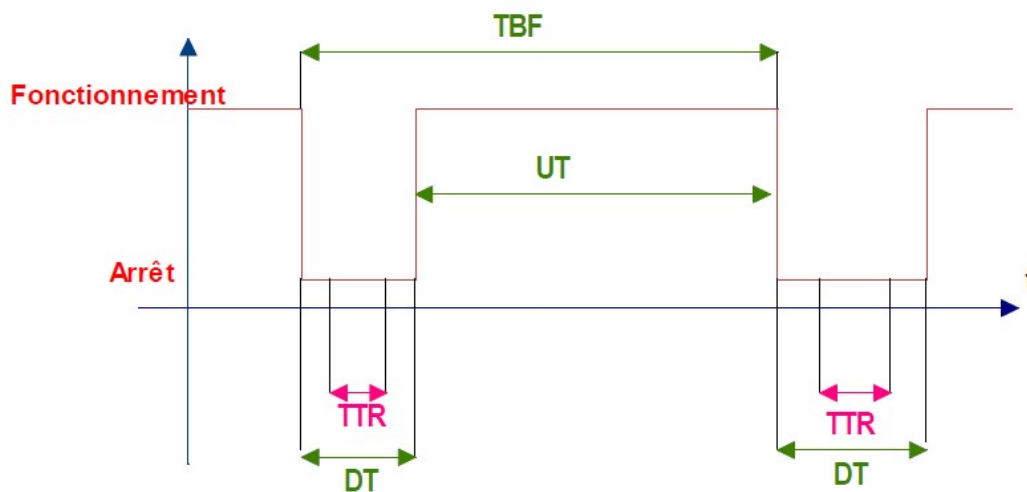 TBF
Fonctionnement
UT
Arrêt
TTR
TTR
DT
DT